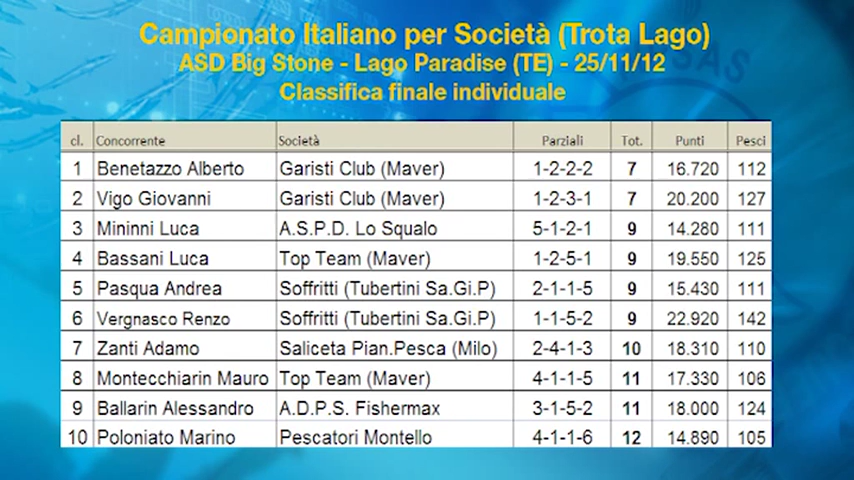 Campionato Italiano per Società (Trota Lago)
ASD Big Stone - Lago Paradise (TE) - 25/11/12
Classifica finale individuale
cl. Concorrente Società Parziali Tot. Punti Pesci
1 Benetazzo Alberto Garisti Club (Maver) 1-2-2-2 7 16.720 112
2 Vigo Giovanni Garisti Club (Maver) 1-2-3-1 7 20.200 127
3 Mininni Luca A.S.P.D. Lo Squalo 5-1-2-1 9 14.280 111
4 Bassani Luca Top Team (Maver) 1-2-5-1 9 19.550 125
5 Pasqua Andrea Soffritti (Tubertini Sa.Gi.P) 2-1-1-5 9 15.430 111
6 Vergnasco Renzo Soffritti (Tubertini Sa.Gi.P) 1-1-5-2 9 22.920 142
7 Zanti Adamo Saliceta Pian.Pesca (Milo) 2-4-1-3 10 18.310 110
8 Montecchiarin Mauro Top Team (Maver) 4-1-1-5 11 17.330 106
9 Ballarin Alessandro A.D.P.S. Fishermax 3-1-5-2 11 18.000 124
10 Poloniato Marino Pescatori Montello 4-1-1-6 12 14.890 105